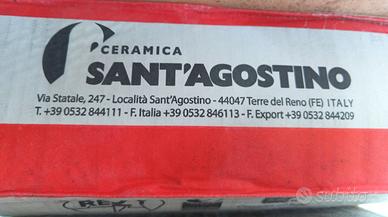 CERAMICA
SANT'AGOSTINO
Via Statale, 247 - Località Sant'Agostino - 44047 Terre del Reno (FE) ITALY
T. +39 0532 844111 - F. Italia +39 0532 846113 - F. Export +39 0532 844209
subito